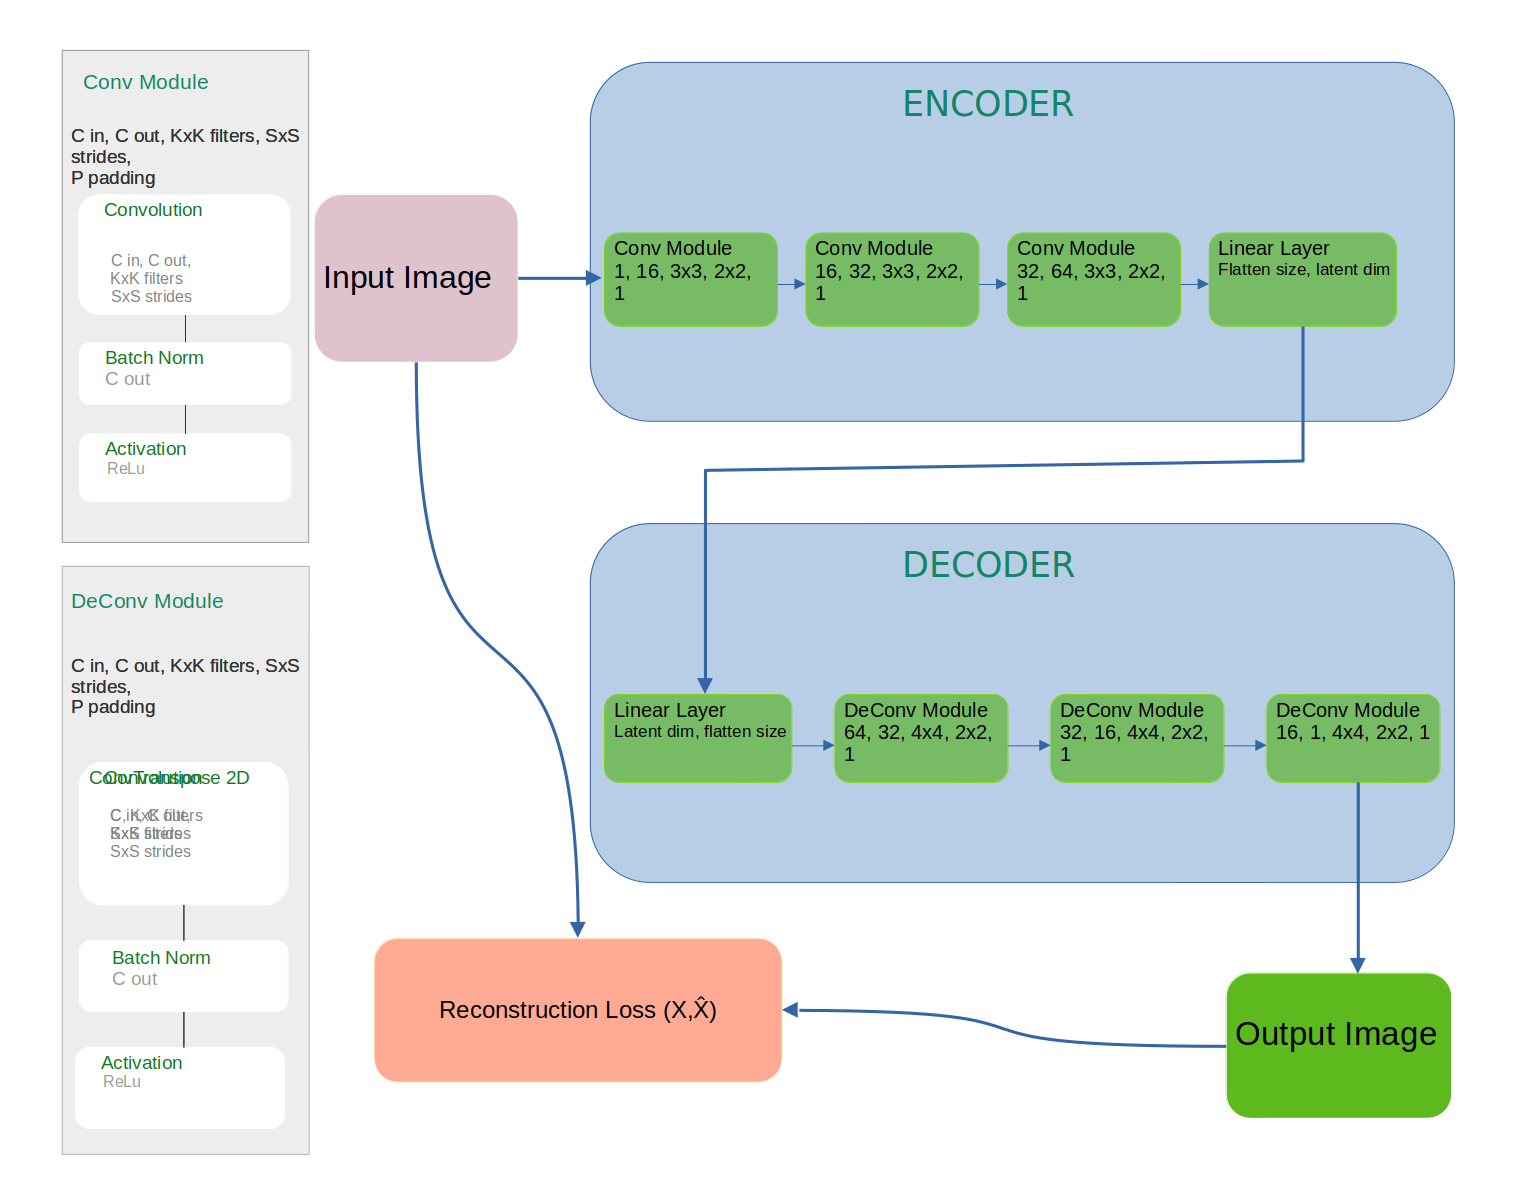 Conv Module
C in, C out, KxK filters, SxS
strides,
P padding
Convolution
C in, C out,
KxK filters
SxS strides
Batch Norm
C out
Activation
ReLu
DeConv Module
C in, C out, KxK filters, SxS
strides,
P padding
ConvTranspose 2D
Convolution
C in, C out,
KxK filters
SxS strides
Batch Norm
C out
Activation
ReLu
Input Image
ENCODER
Conv Module
1, 16, 3x3, 2x2,
1
Conv Module
16, 32, 3x3, 2x2,
1
Conv Module
32, 64, 3x3, 2x2,
1
Linear Layer
Flatten size, latent dim
DECODER
Linear Layer
Latent dim, flatten size
DeConv Module
64, 32, 4x4, 2x2,
1
DeConv Module
32, 16, 4x4, 2x2,
1
DeConv Module
16, 1, 4x4, 2x2, 1
Reconstruction Loss (X,X̂)
Output Image